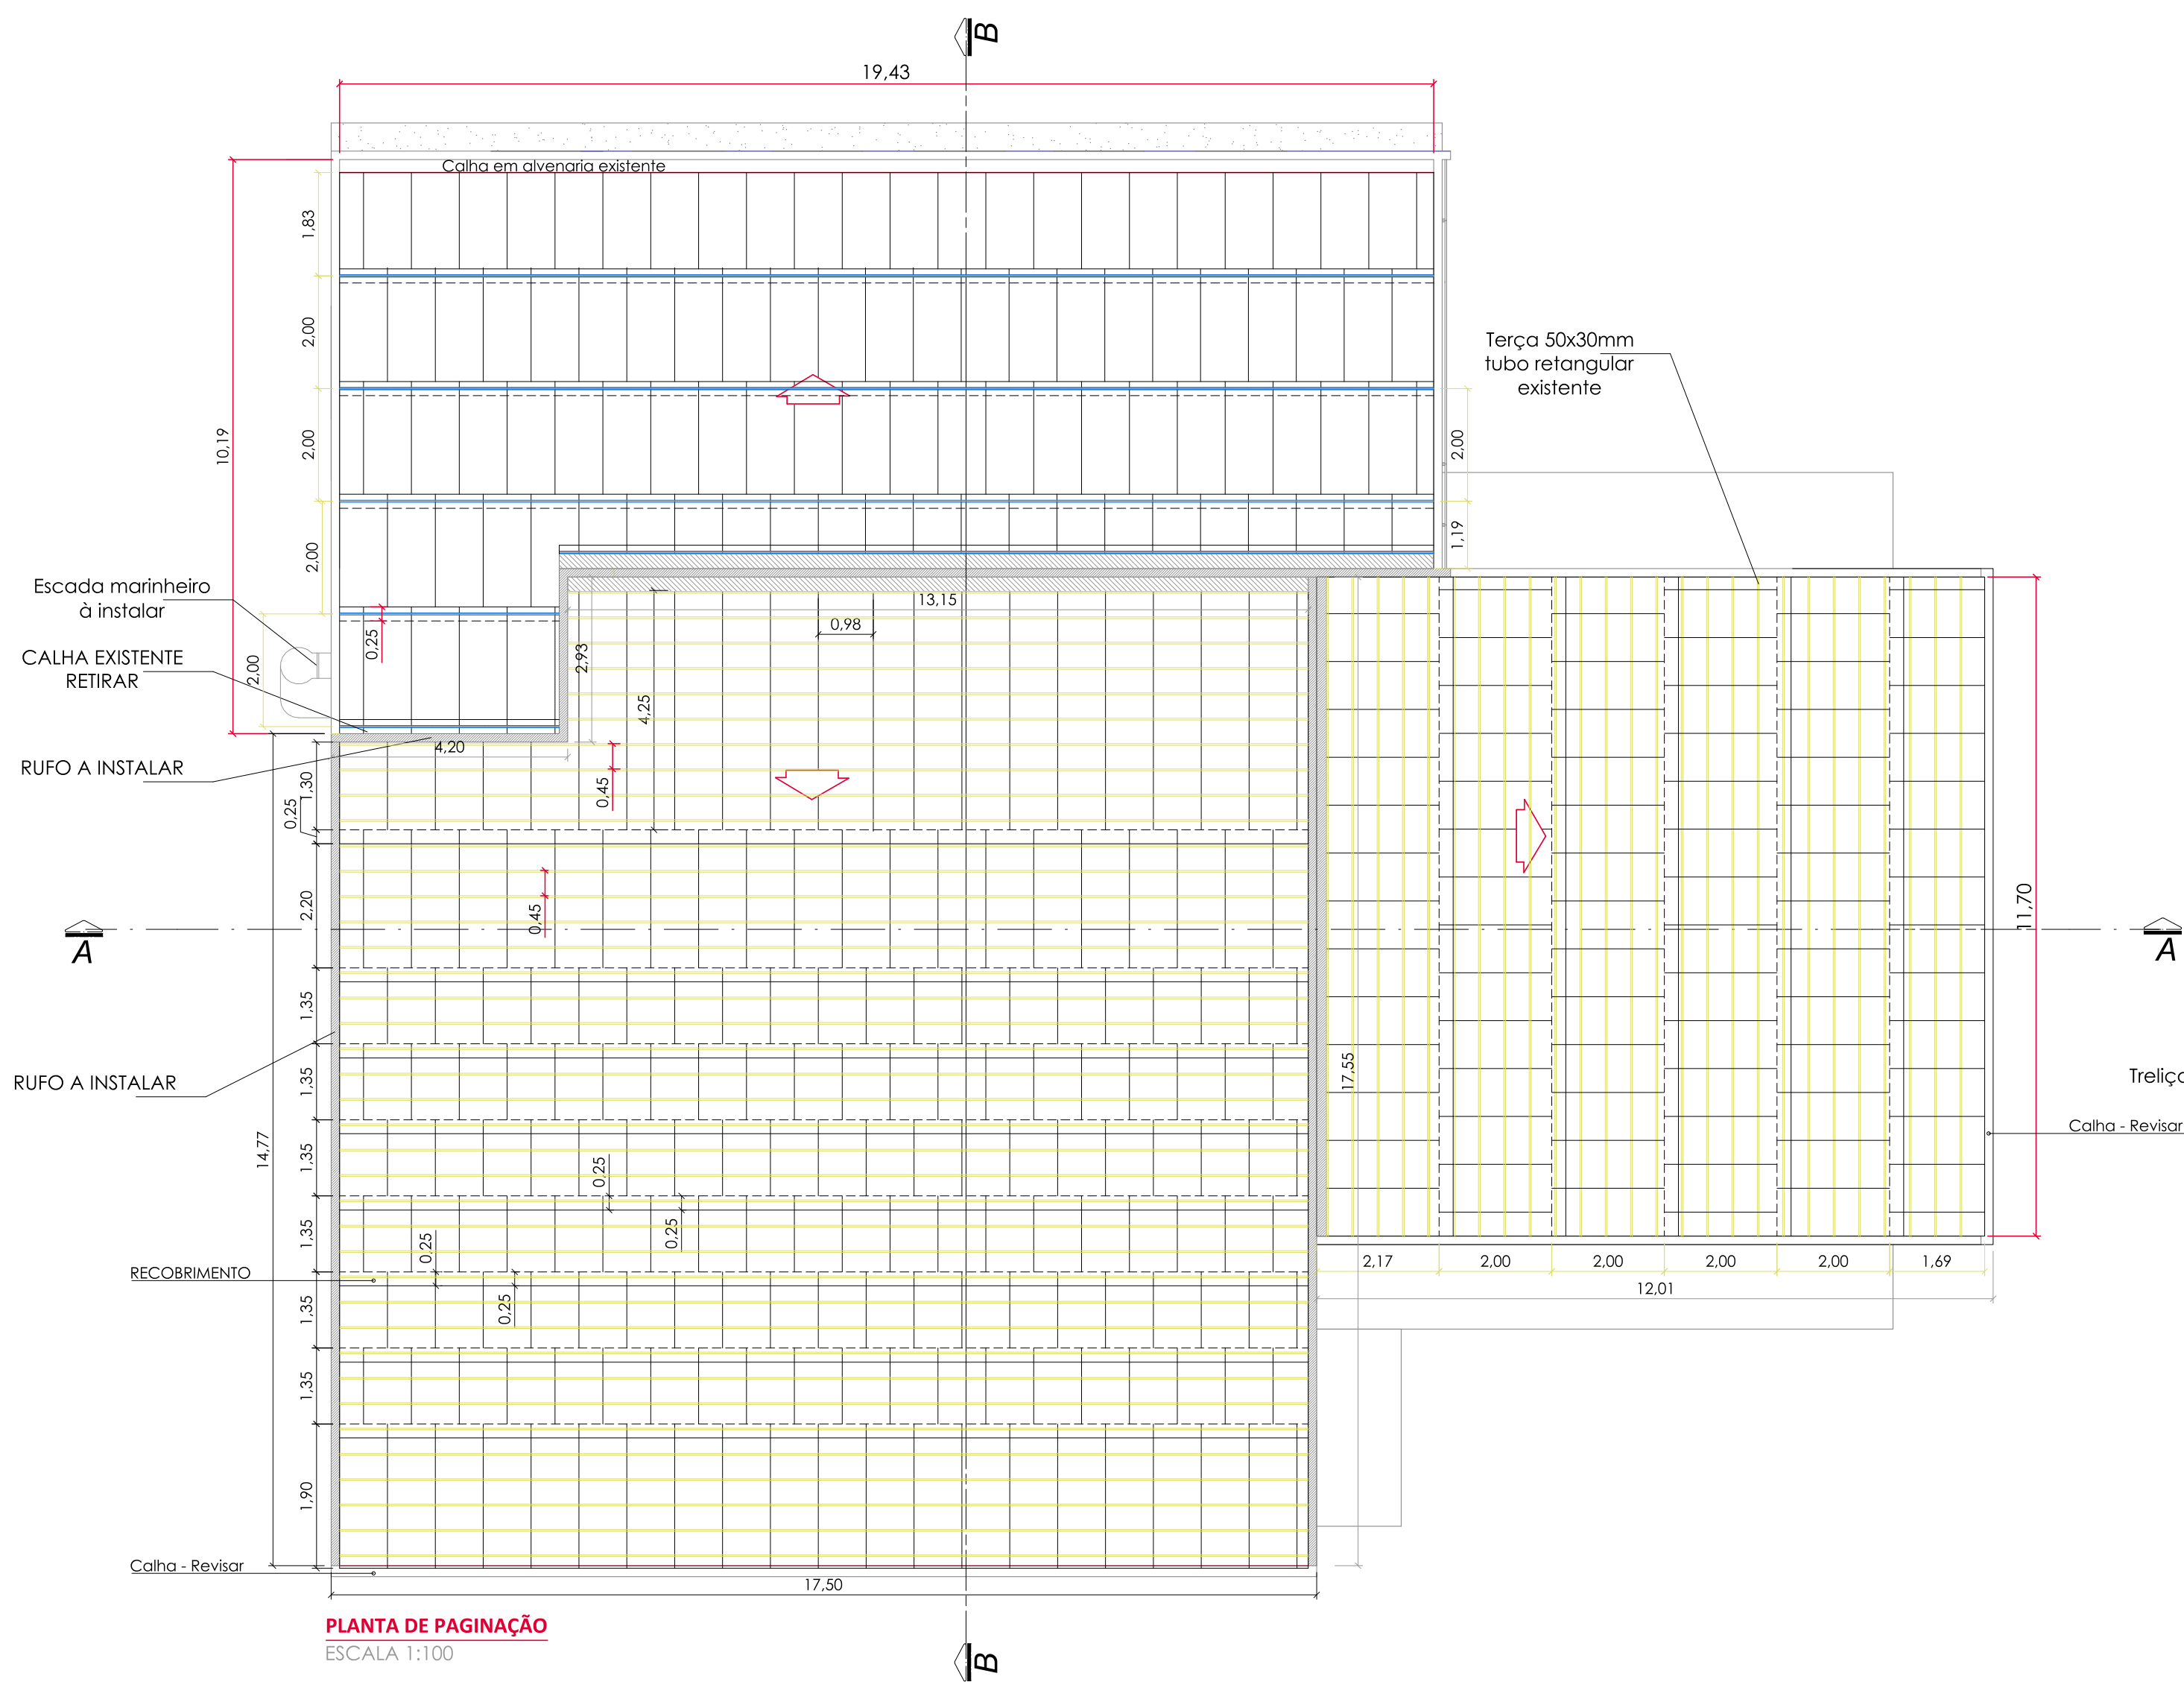 B
19,43
Calha em alvenaria existente
1,83
2,00
Terça 50x30mm
tubo retangular
existente
10,19
2,00
2,00
2,00
1,19
Escada marinheiro
à instalar
13,15
0,98
0,25
2,93
CALHA EXISTENTE
RETIRAR
2,00
4,25
4,20
RUFO A INSTALAR
1,30
0,25
0,45
2,20
0,45
11,70
A
A
1,35
RUFO A INSTALAR
1,35
17,55
Treliça
Calha - Revisar
14,77
1,35
0,25
1,35
0,25
0,25
RECOBRIMENTO
2,17
2,00
2,00
2,00
2,00
1,69
12,01
1,35
0,25
1,35
1,90
Calha - Revisar
17,50
PLANTA DE PAGINAÇÃO
ESCALA 1:100
B